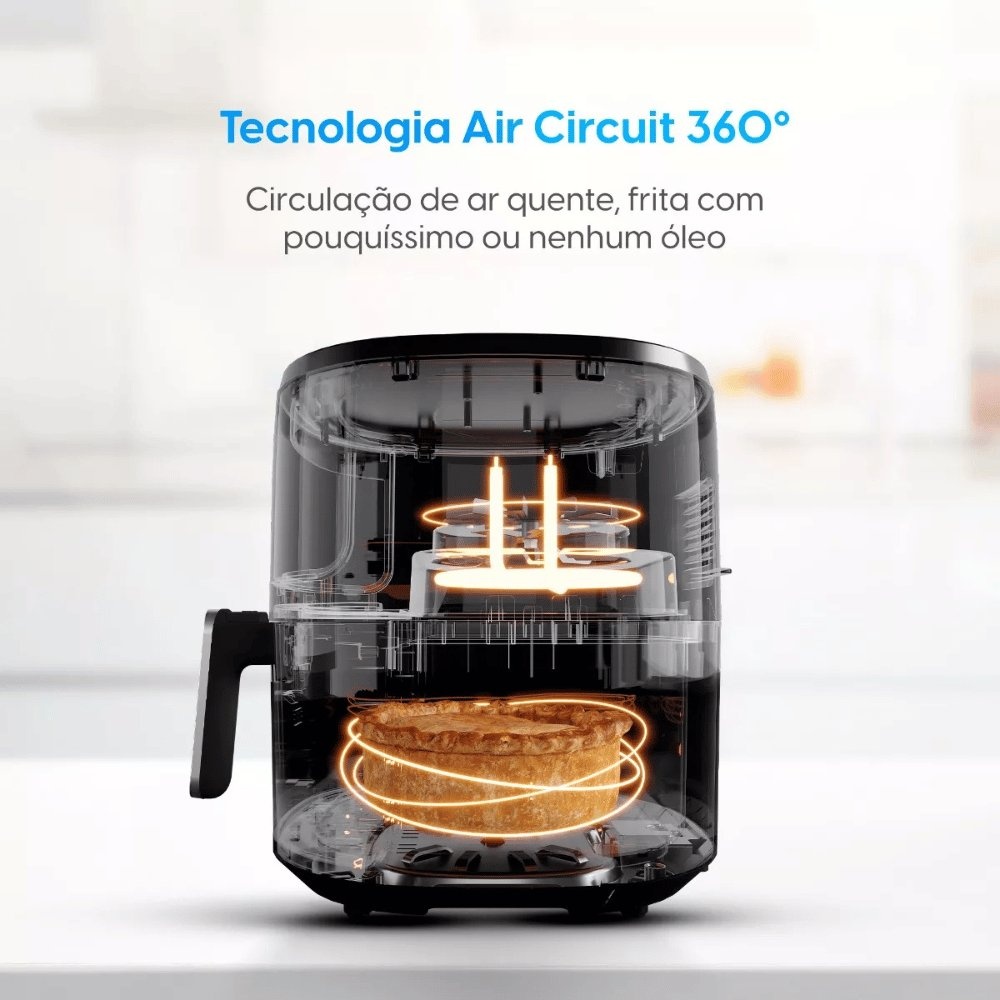 Tecnologia Air Circuit 360°
Circulação de ar quente, frita com
pouquíssimo ou nenhum óleo